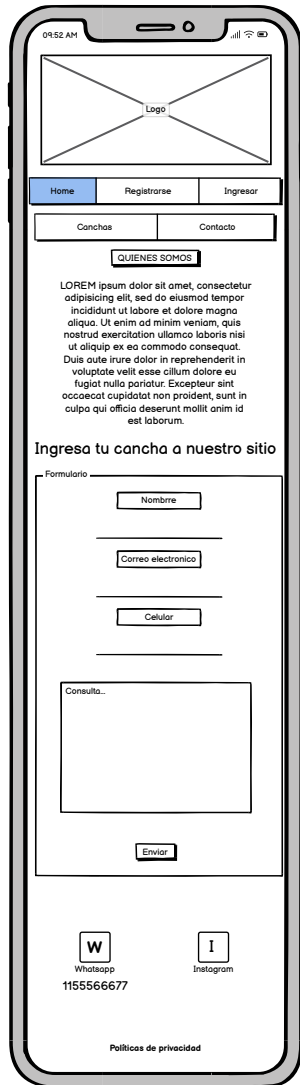 09:52 AM
Logo
Home Registrarse Ingresar
Canchas Contacto
QUIENES SOMOS
LOREM ipsum dolor sit amet, consectetur
adipisicing elit, sed do eiusmod tempor
incididunt ut labore et dolore magna
aliqua. Ut enim ad minim veniam, quis
nostrud exercitation ullamco laboris nisi
ut aliquip ex ea commodo consequat.
Duis aute irure dolor in reprehenderit in
voluptate velit esse cillum dolore eu
fugiat nulla pariatur. Excepteur sint
occaecat cupidatat non proident, sunt in
culpa qui officia deserunt mollit anim id
est laborum.
Ingresa tu cancha a nuestro sitio
Formulario
Nombrre
Correo electronico
Celular
Consulta...
Enviar
W I
Whatsapp Instagram
1155566677
Políticas de privacidad